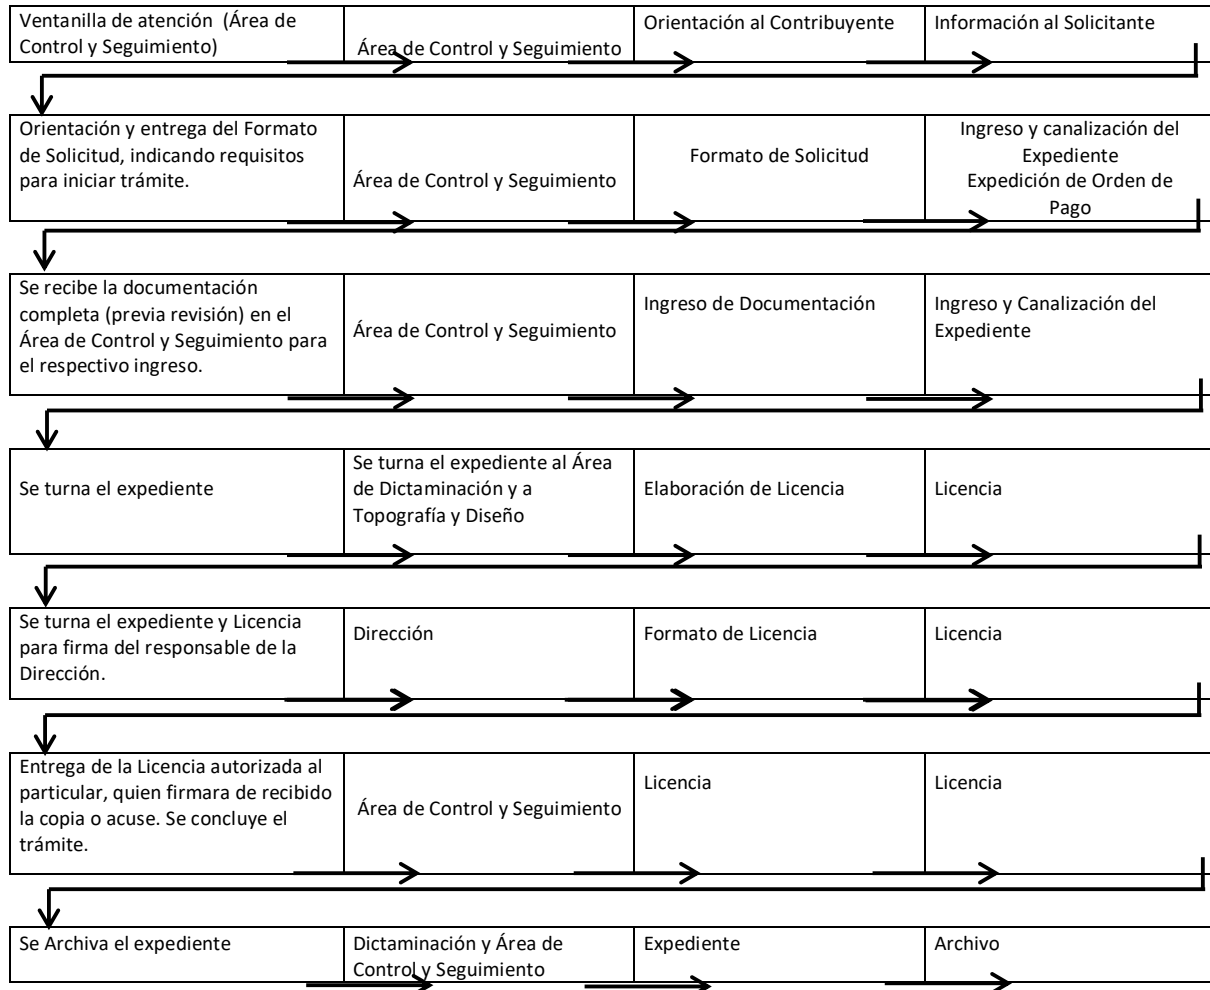 Ventanilla de atención (Área de
Control y Seguimiento)
Área de Control y Seguimiento
Orientación al Contribuyente
Información al Solicitante
Orientación y entrega del Formato
de Solicitud, indicando requisitos
para iniciar trámite.
Área de Control y Seguimiento
Formato de Solicitud
Ingreso y canalización del
Expediente
Expedición de Orden de
Pago
Se recibe la documentación
completa (previa revisión) en el
Área de Control y Seguimiento para
el respectivo ingreso.
Área de Control y Seguimiento
Ingreso de Documentación
Ingreso y Canalización del
Expediente
Se turna el expediente
Se turna el expediente al Área
de Dictaminación y a
Topografía y Diseño
Elaboración de Licencia
Licencia
Se turna el expediente y Licencia
para firma del responsable de la
Dirección.
Dirección
Formato de Licencia
Licencia
Entrega de la Licencia autorizada al
particular, quien firmara de recibido
la copia o acuse. Se concluye el
trámite.
Área de Control y Seguimiento
Licencia
Licencia
Se Archiva el expediente
Dictaminación y Área de
Control y Seguimiento
Expediente
Archivo